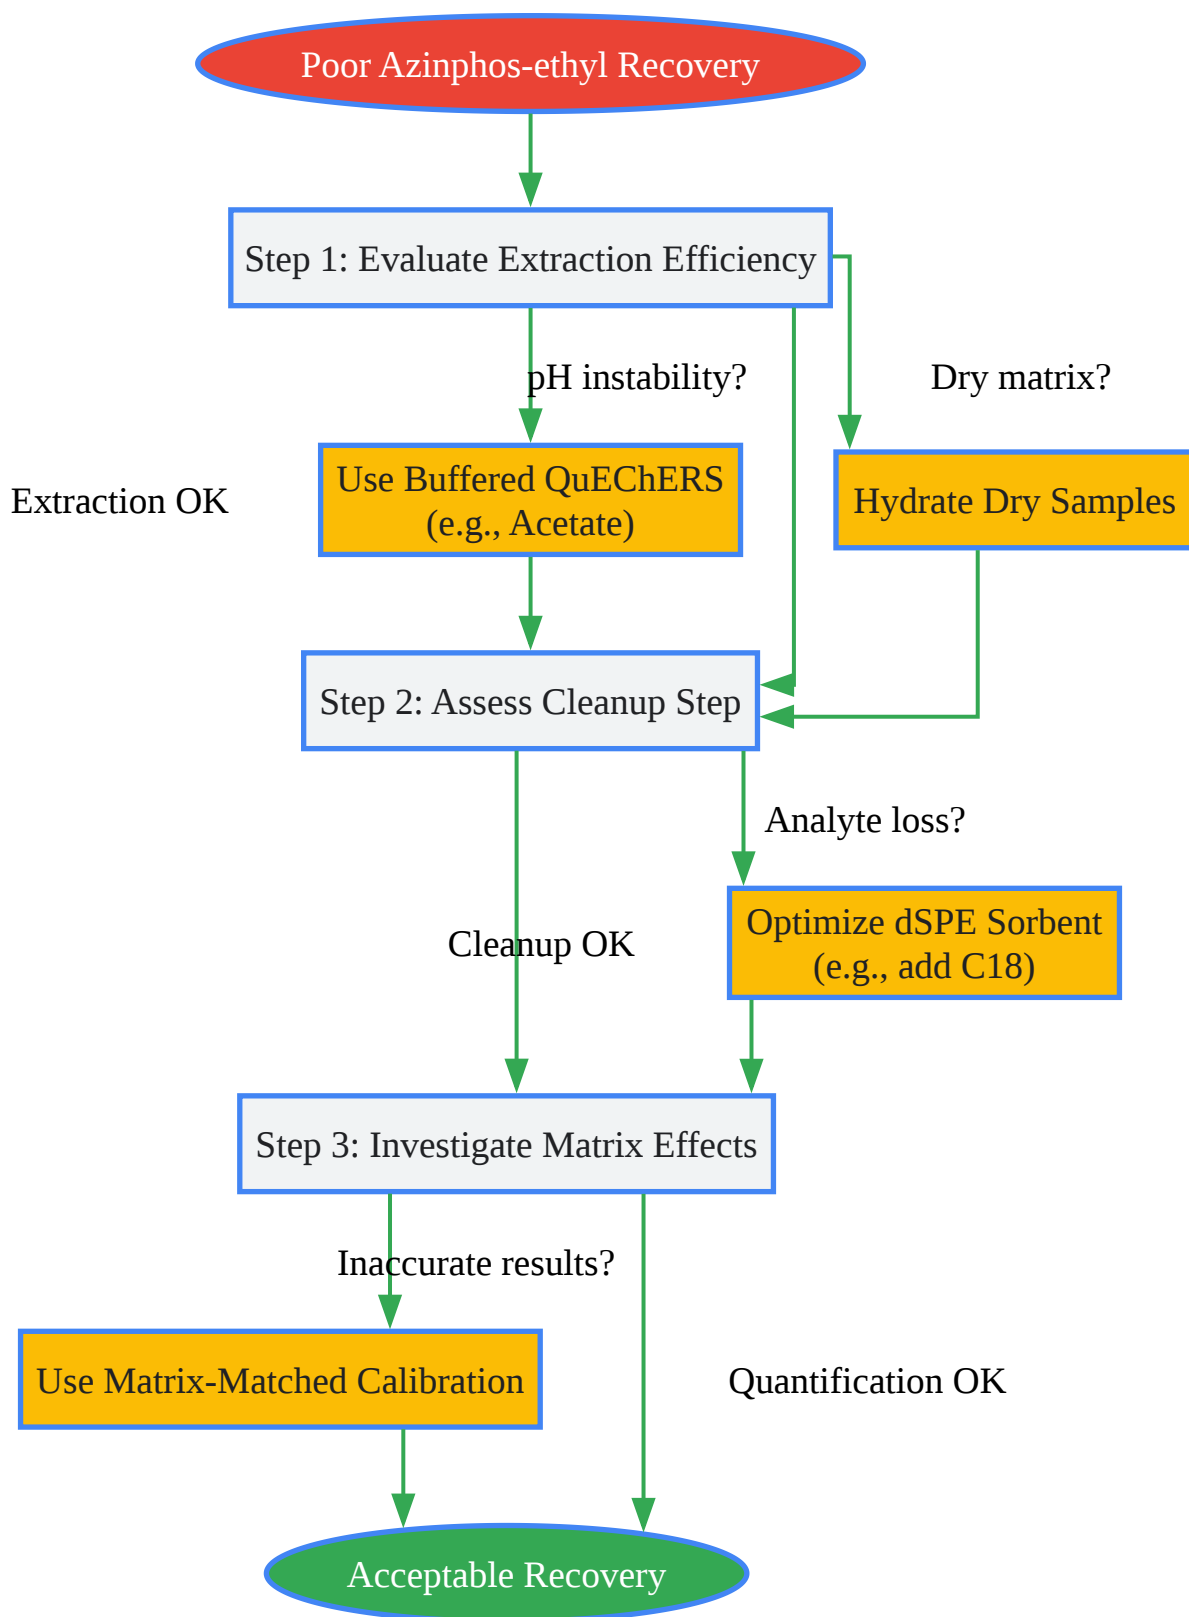 Poor Azinphos-ethyl Recovery
Step 1: Evaluate Extraction Efficiency
pH instability?
Dry matrix?
Extraction OK
Use Buffered QuEChERS
(e.g., Acetate)
Hydrate Dry Samples
Step 2: Assess Cleanup Step
Analyte loss?
Cleanup OK
Optimize dSPE Sorbent
(e.g., add C18)
Step 3: Investigate Matrix Effects
Inaccurate results?
Use Matrix-Matched Calibration
Quantification OK
Acceptable Recovery